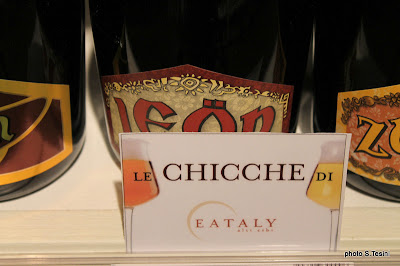 LEÖN
LE CHICCHE DI
EATALY
photo S.Tesin